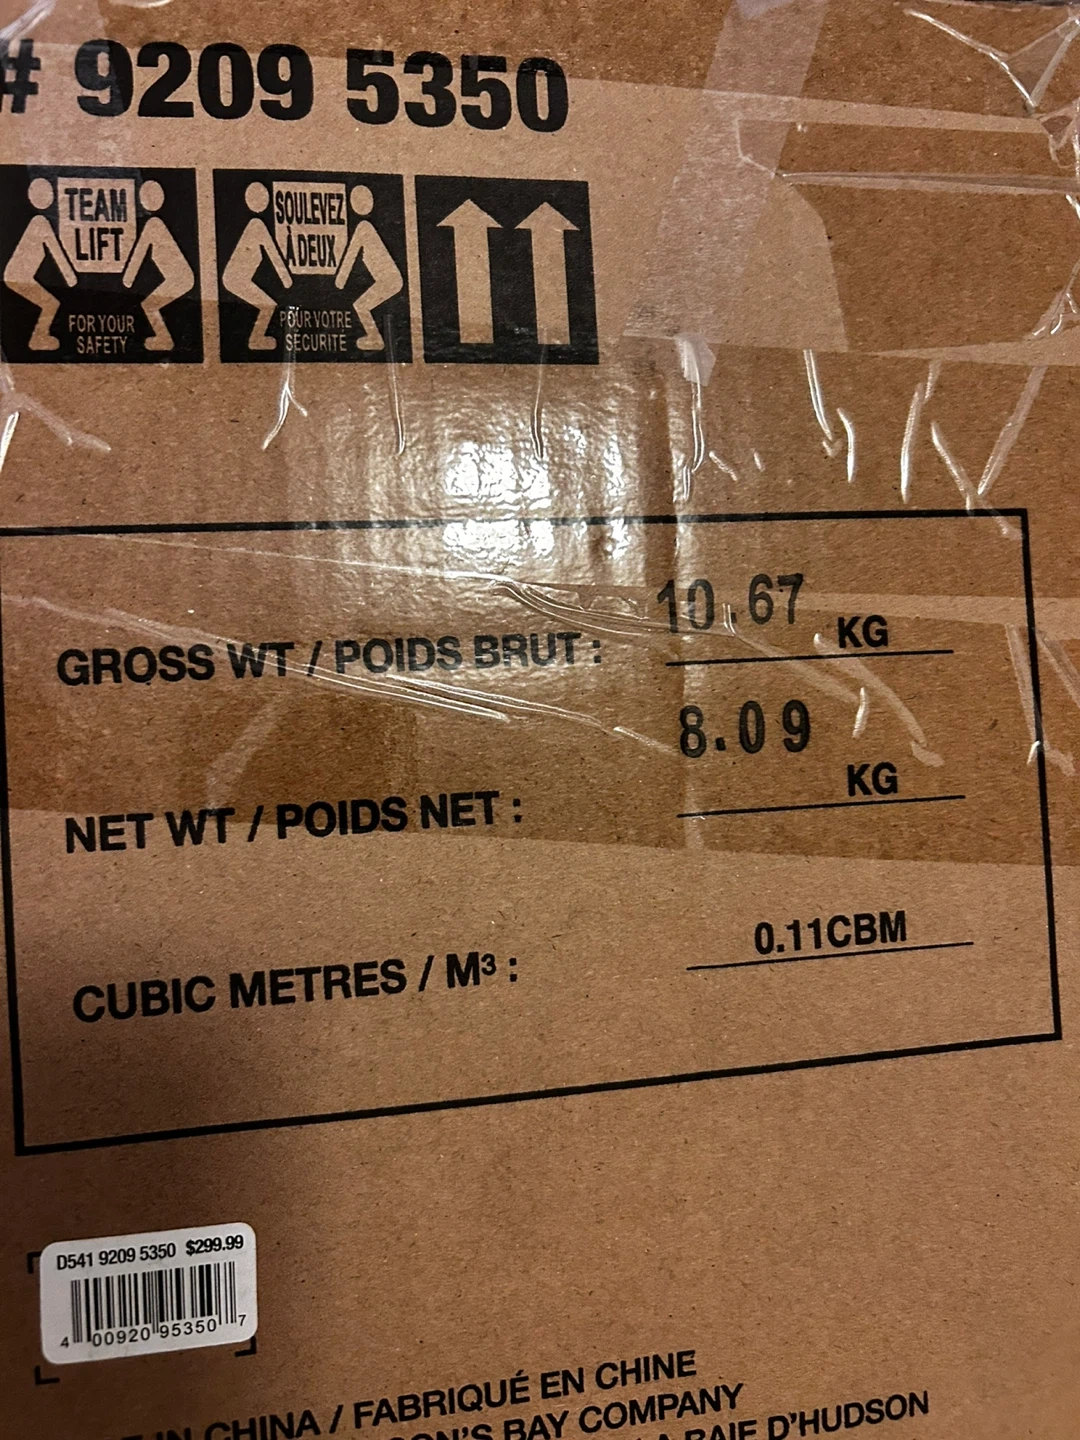 # 9209 5350
TEAM
LIFT
FOR YOUR
SAFETY
SOULEVEZ
À DEUX
POUR VOTRE
SÉCURITÉ
GROSS WT / POIDS BRUT : 10.67 KG
NET WT / POIDS NET : 8.09 KG
CUBIC METRES / M³ : 0.11CBM
D541 9209 5350 $299.99
4 00920 95350 7
IN CHINA / FABRIQUÉ EN CHINE
BAY COMPANY
BAIE D'HUDSON